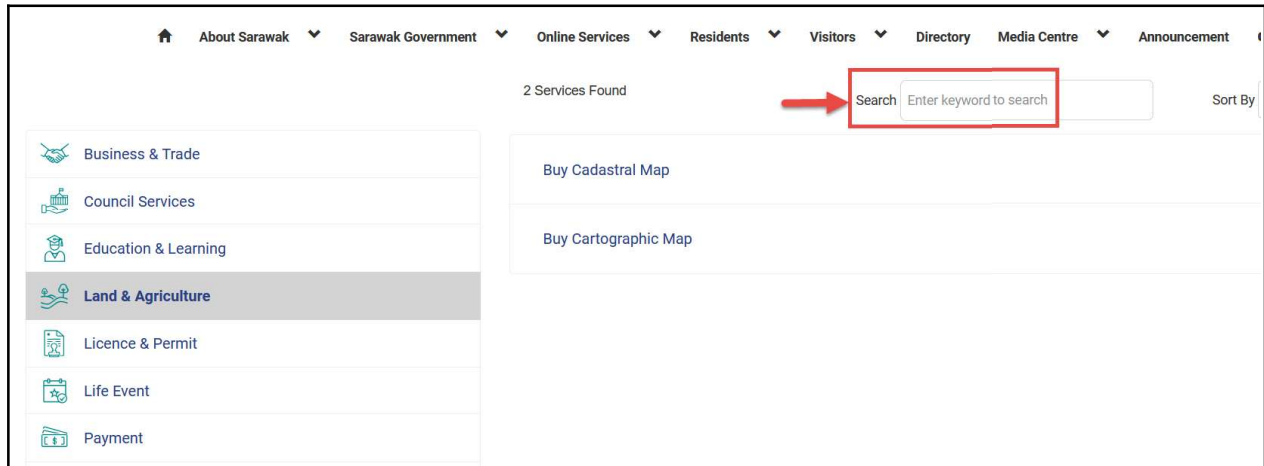 About Sarawak Sarawak Government Online Services Residents Visitors Directory Media Centre Announcement
2 Services Found Search Enter keyword to search Sort By
Business & Trade
Council Services
Education & Learning
Land & Agriculture
Licence & Permit
Life Event
Payment
Buy Cadastral Map
Buy Cartographic Map